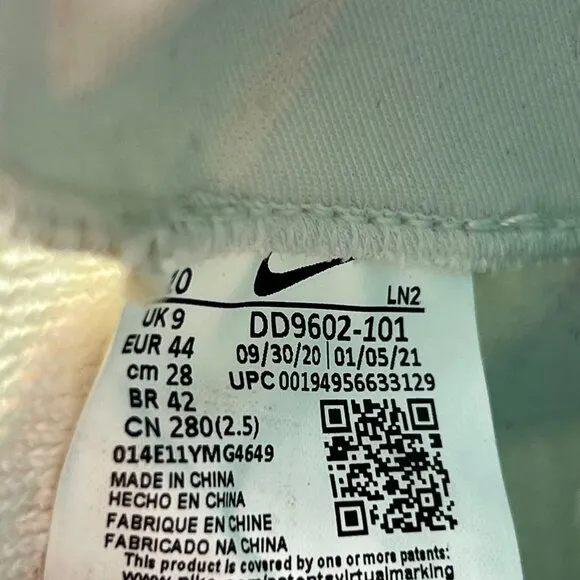 10
LN2
UK 9
DD9602-101
EUR 44
09/30/20 | 01/05/21
cm 28
UPC 00194956633129
BR 42
CN 280(2.5)
014E11YMG4649
MADE IN CHINA
HECHO EN CHINA
FABRIQUE EN CHINE
FABRICADO NA CHINA
This product is covered by one or more patents: